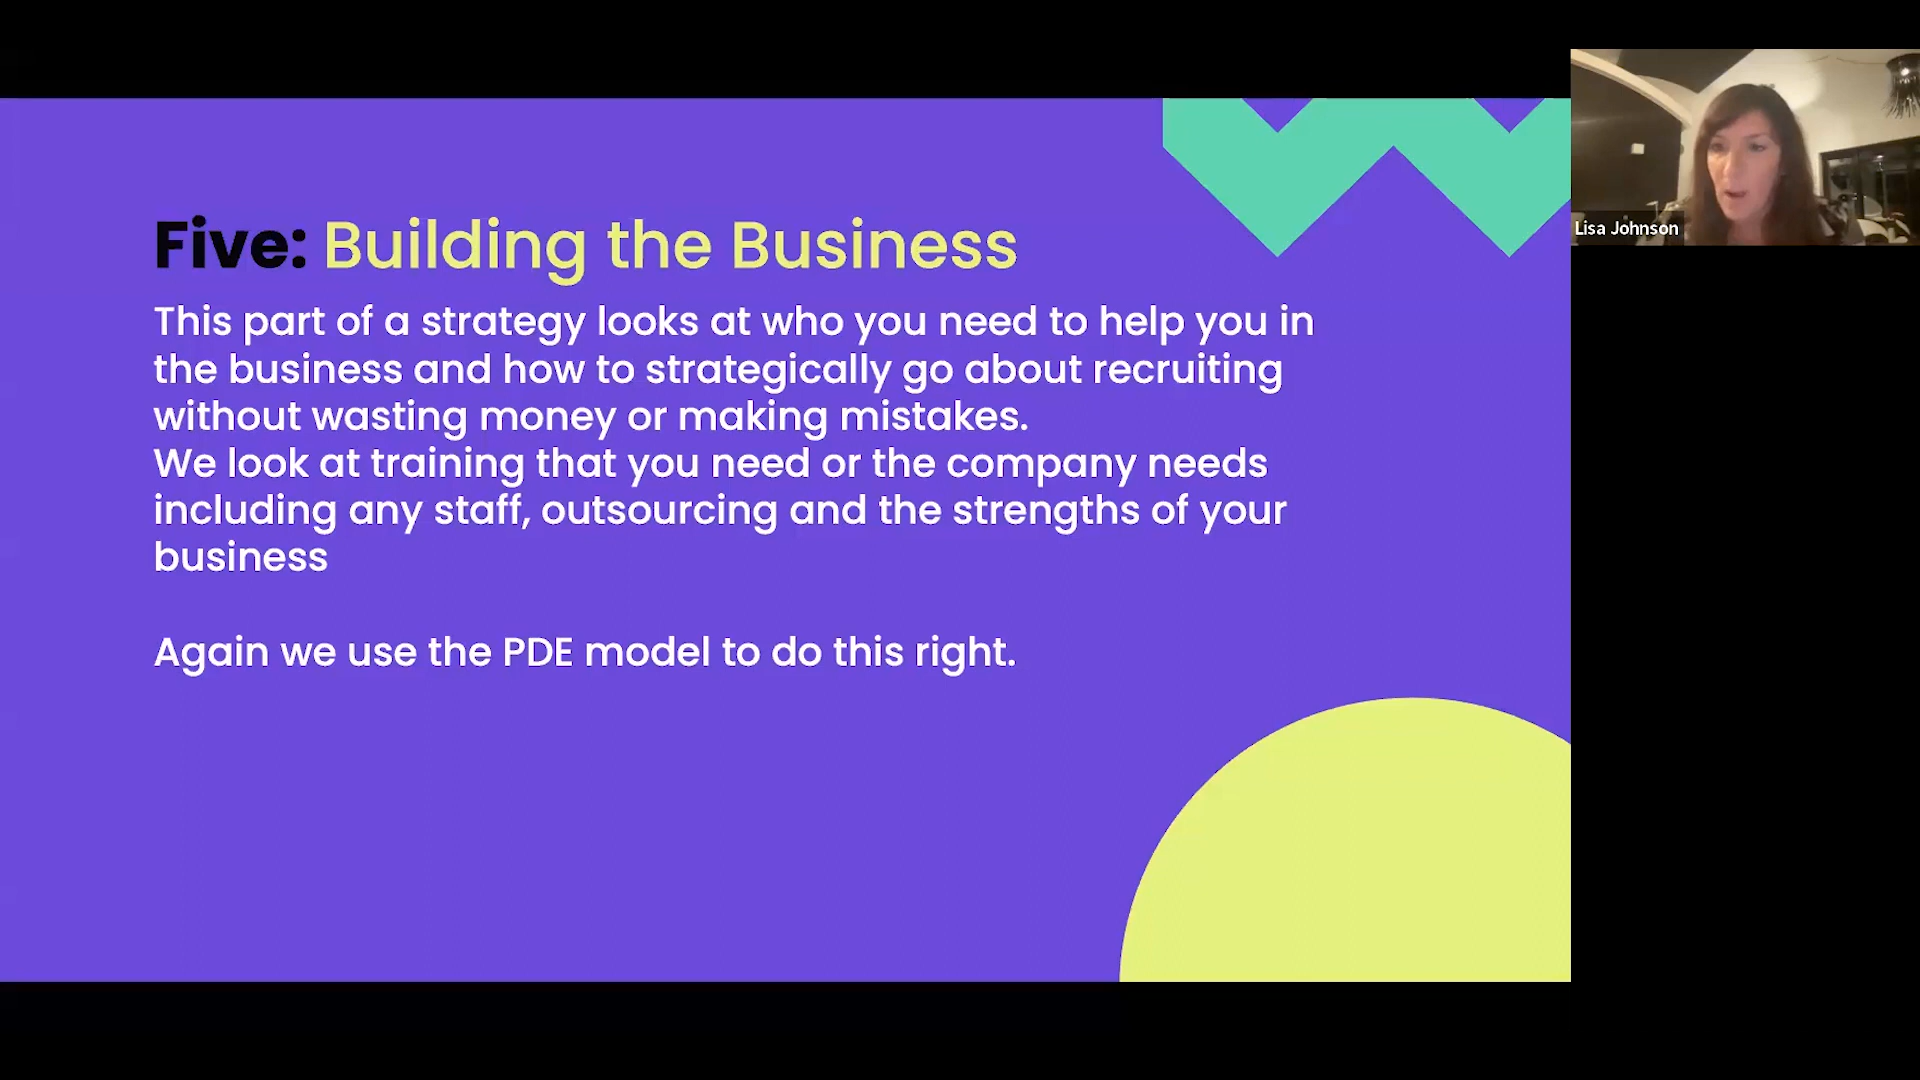 Five: Building the Business
This part of a strategy looks at who you need to help you in
the business and how to strategically go about recruiting
without wasting money or making mistakes.
We look at training that you need or the company needs
including any staff, outsourcing and the strengths of your
business
Again we use the PDE model to do this right.
Lisa Johnson